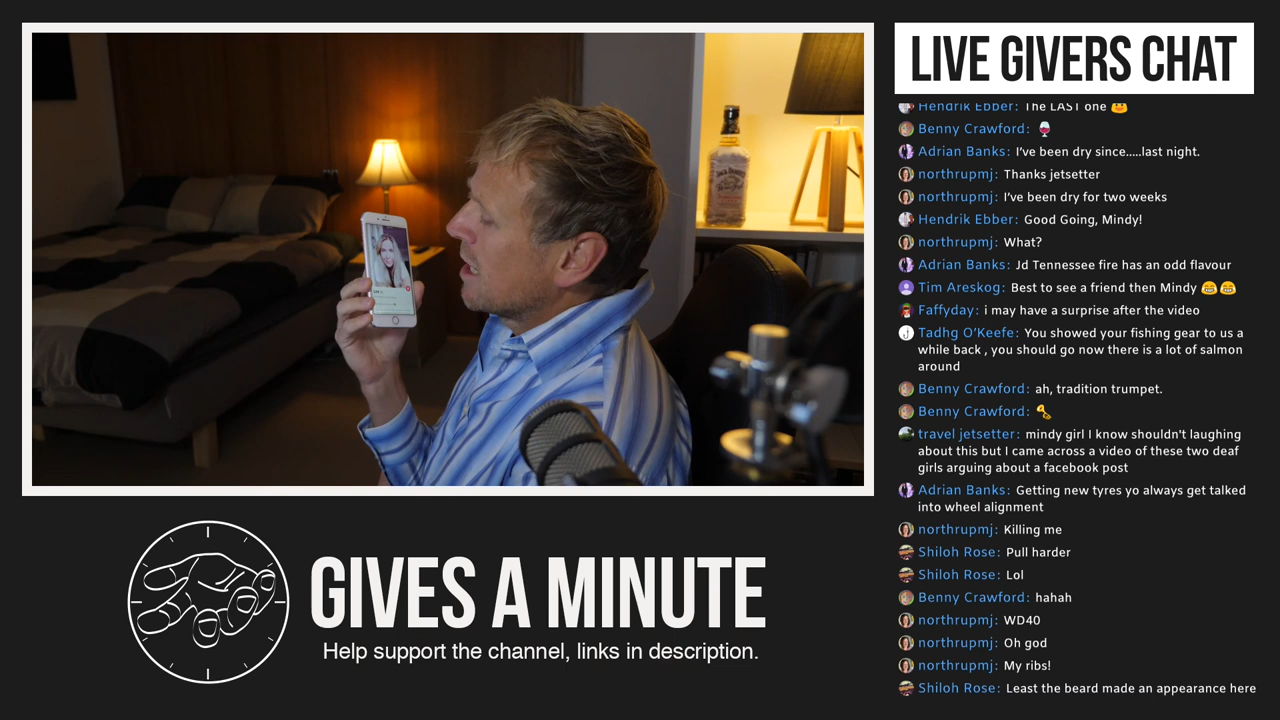 LIVE GIVERS CHAT
Hendrik Ebber: The LAST one 
Benny Crawford: 🍷
Adrian Banks: I’ve been dry since.....last night.
northrupmj: Thanks jetsetter
northrupmj: I’ve been dry for two weeks
Hendrik Ebber: Good Going, Mindy!
northrupmj: What?
Adrian Banks: Jd Tennessee fire has an odd flavour
Tim Areskog: Best to see a friend then Mindy 😂😂
Faffyday: i may have a surprise after the video
Tadhg O’Keefe: You showed your fishing gear to us a
while back , you should go now there is a lot of salmon
around
Benny Crawford: ah, tradition trumpet.
Benny Crawford: 🎺
travel jetsetter: mindy girl I know shouldn't laughing
about this but I came across a video of these two deaf
girls arguing about a facebook post
Adrian Banks: Getting new tyres yo always get talked
into wheel alignment
northrupmj: Killing me
Shiloh Rose: Pull harder
Shiloh Rose: Lol
Benny Crawford: hahah
northrupmj: WD40
northrupmj: Oh god
northrupmj: My ribs!
Shiloh Rose: Least the beard made an appearance here
GIVES A MINUTE
Help support the channel, links in description.